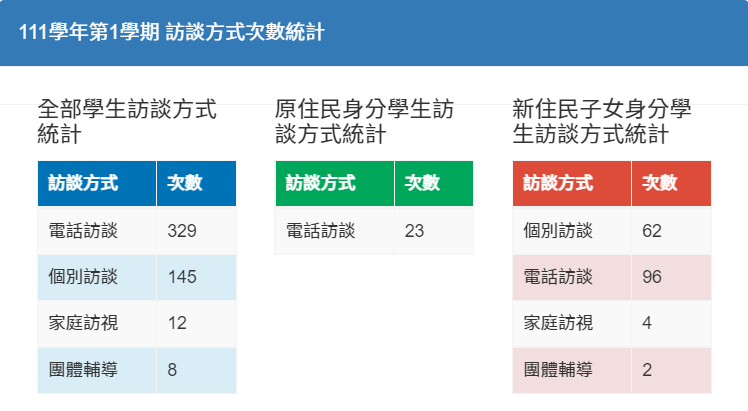 111學年第1學期 訪談方式次數統計
全部學生訪談方式
統計
訪談方式 次數
電話訪談 329
個別訪談 145
家庭訪視 12
團體輔導 8
原住民身分學生訪
談方式統計
訪談方式 次數
電話訪談 23
新住民子女身分學
生訪談方式統計
訪談方式 次數
個別訪談 62
電話訪談 96
家庭訪視 4
團體輔導 2